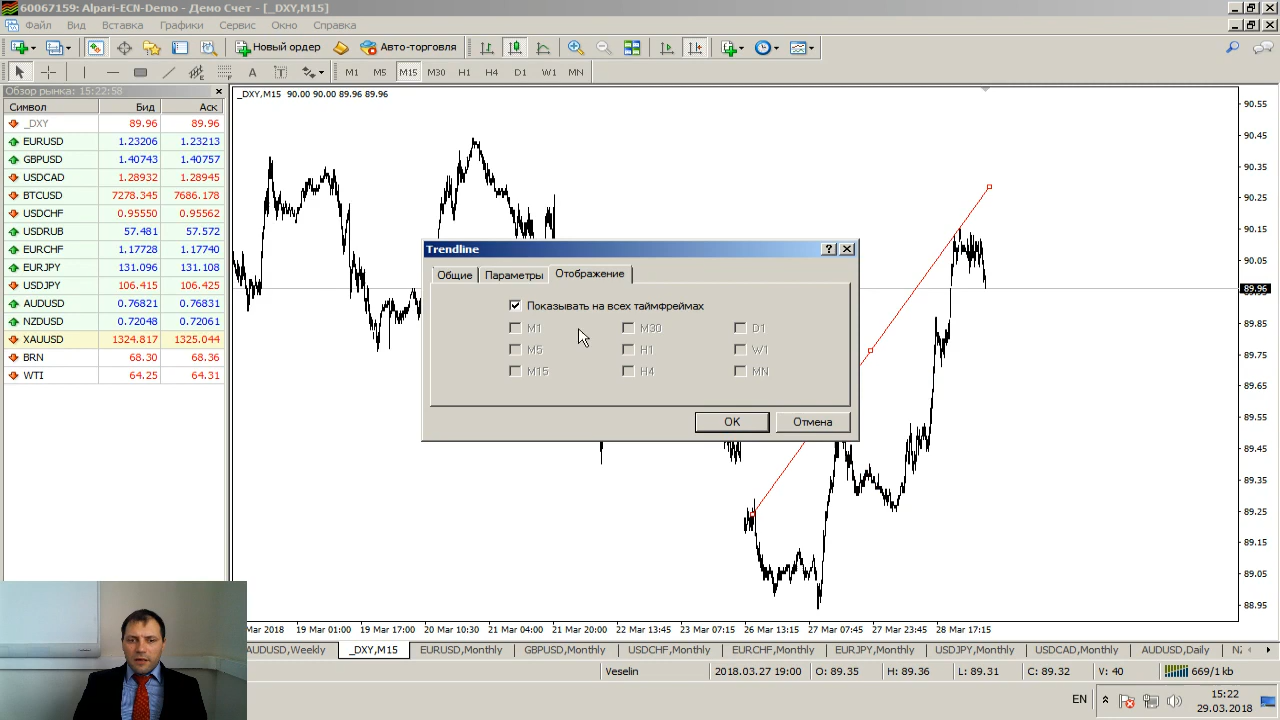 60067159: Alpari-ECN-Demo - Демо Счет - [_DXY,M15]
Файл Вид Вставка Графики Сервис Окно Справка
Новый ордер Авто-торговля
A T M1 M5 M15 M30 H1 H4 D1 W1 MN
Обзор рынка: 15:22:58
Символ Бид Аск
_DXY 89.96 89.96
EURUSD 1.23206 1.23213
GBPUSD 1.40743 1.40757
USDCAD 1.28932 1.28945
BTCUSD 7278.345 7686.178
USDCHF 0.95550 0.95562
USDRUB 57.481 57.572
EURCHF 1.17728 1.17740
EURJPY 131.096 131.108
USDJPY 106.415 106.425
AUDUSD 0.76821 0.76831
NZDUSD 0.72048 0.72061
XAUUSD 1324.817 1325.044
BRN 68.30 68.36
WTI 64.25 64.31
_DXY,M15 90.00 90.00 89.96 89.96
90.55
90.45
90.35
90.25
90.15
90.05
89.96
89.85
89.75
89.65
89.55
89.45
89.35
89.25
89.15
89.05
88.95
Trendline
Общие Параметры Отображение
Показывать на всех таймфреймах
M1 M30 D1
M5 H1 W1
M15 H4 MN
OK Отмена
Mar 2018 19 Mar 01:00 19 Mar 17:00 20 Mar 10:30 21 Mar 04:00 21 Mar 20:00 22 Mar 13:45 23 Mar 07:15 26 Mar 13:15 27 Mar 07:45 27 Mar 23:45 28 Mar 17:15
AUDUSD,Weekly _DXY,M15 EURUSD,Monthly GBPUSD,Monthly USDCHF,Monthly EURCHF,Monthly EURJPY,Monthly USDJPY,Monthly USDCAD,Monthly AUDUSD,Daily NZ
Veselin 2018.03.27 19:00 O: 89.35 H: 89.36 L: 89.31 C: 89.32 V: 40 669/1 kb
EN 15:22
29.03.2018